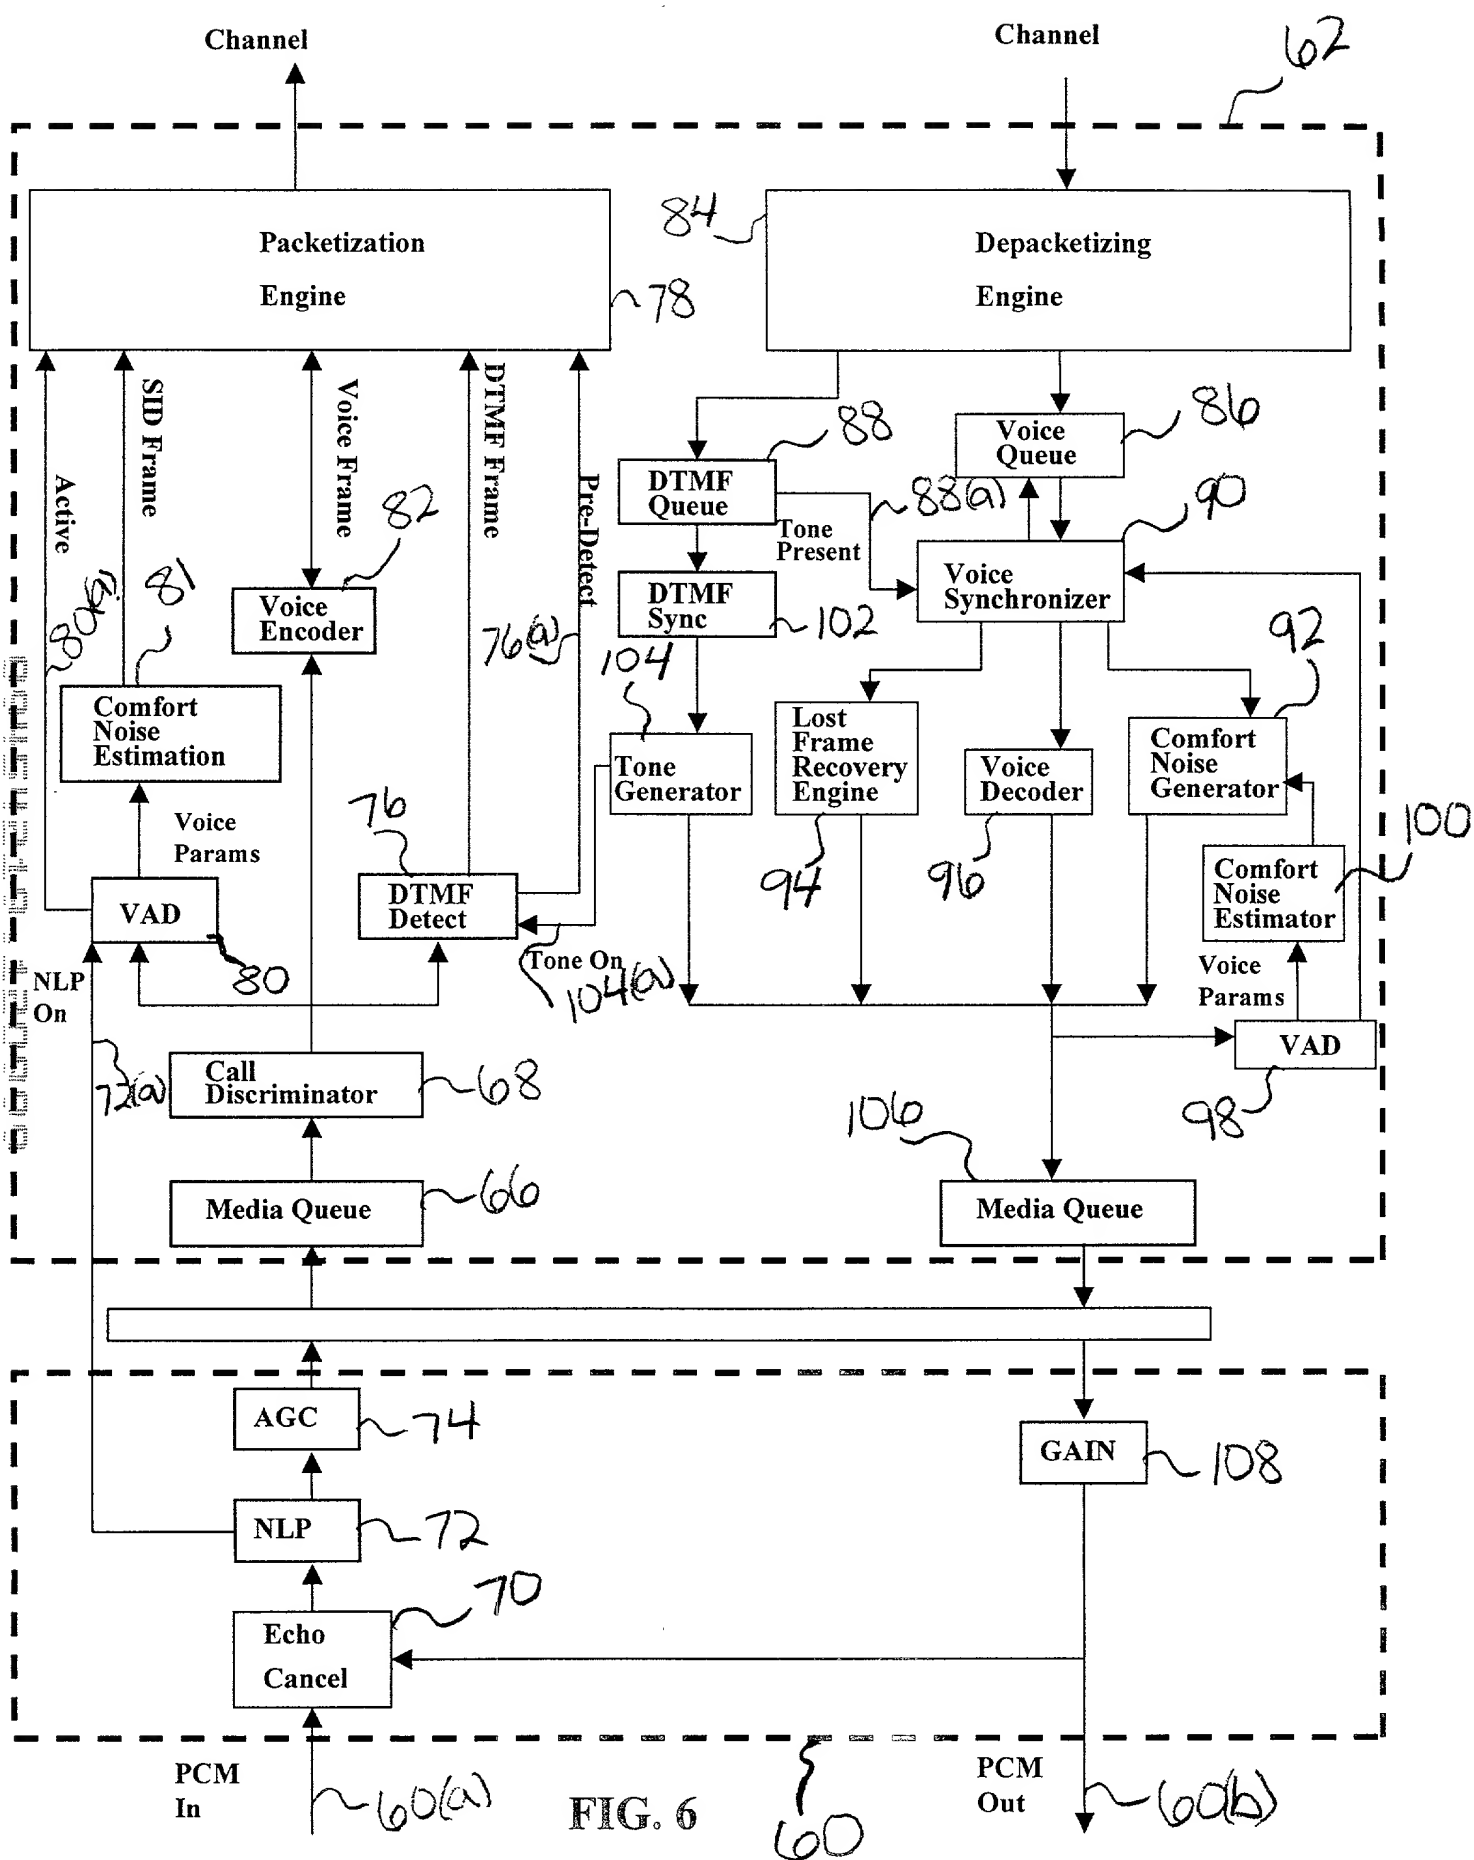 Channel
Channel
62
Packetization
Engine
78
84
Depacketizing
Engine
Active
SID Frame
Voice Frame
DTMF Frame
Pre-Detect
88
86
Voice
Queue
DTMF
Queue
88(a)
90
Tone
Present
82
80(a)
81
Voice
Encoder
76(a)
DTMF
Sync
102
Voice
Synchronizer
92
104
Comfort
Noise
Estimation
Tone
Generator
Lost
Frame
Recovery
Engine
Voice
Decoder
Comfort
Noise
Generator
100
76
94
96
Voice
Params
Comfort
Noise
Estimator
VAD
80
DTMF
Detect
Tone On
104(a)
NLP
On
Voice
Params
VAD
98
72(a)
Call
Discriminator
68
106
Media Queue
66
Media Queue
AGC
74
GAIN
108
NLP
72
70
Echo
Cancel
PCM
In
60(a)
FIG. 6
60
PCM
Out
60(b)